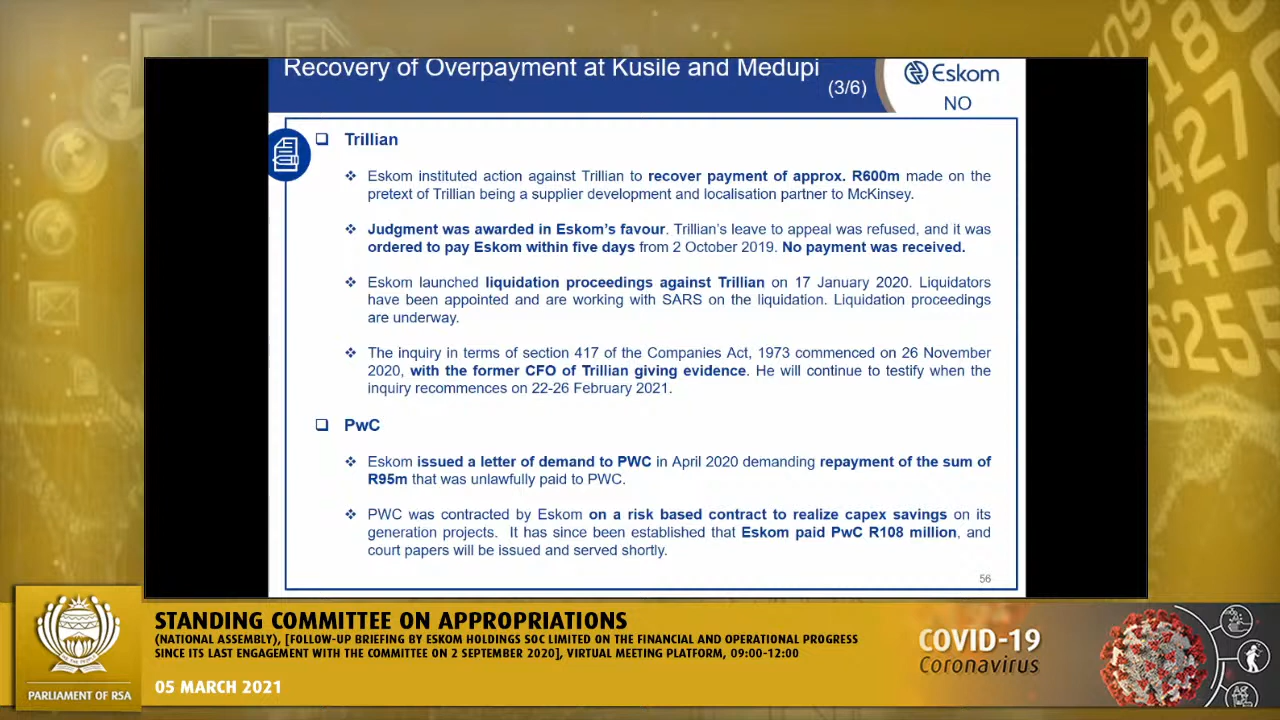 Recovery of Overpayment at Kusile and Medupi
(3/6)
Eskom
NO
Trillian
Eskom instituted action against Trillian to recover payment of approx. R600m made on the
pretext of Trillian being a supplier development and localisation partner to McKinsey.
Judgment was awarded in Eskom's favour. Trillian's leave to appeal was refused, and it was
ordered to pay Eskom within five days from 2 October 2019. No payment was received.
Eskom launched liquidation proceedings against Trillian on 17 January 2020. Liquidators
have been appointed and are working with SARS on the liquidation. Liquidation proceedings
are underway.
The inquiry in terms of section 417 of the Companies Act, 1973 commenced on 26 November
2020, with the former CFO of Trillian giving evidence. He will continue to testify when the
inquiry recommences on 22-26 February 2021.
PwC
Eskom issued a letter of demand to PWC in April 2020 demanding repayment of the sum of
R95m that was unlawfully paid to PWC.
PWC was contracted by Eskom on a risk based contract to realize capex savings on its
generation projects. It has since been established that Eskom paid PwC R108 million, and
court papers will be issued and served shortly.
56
STANDING COMMITTEE ON APPROPRIATIONS
(NATIONAL ASSEMBLY), [FOLLOW-UP BRIEFING BY ESKOM HOLDINGS SOC LIMITED ON THE FINANCIAL AND OPERATIONAL PROGRESS
SINCE ITS LAST ENGAGEMENT WITH THE COMMITTEE ON 2 SEPTEMBER 2020], VIRTUAL MEETING PLATFORM, 09:00-12:00
05 MARCH 2021
PARLIAMENT OF RSA
COVID-19
Coronavirus